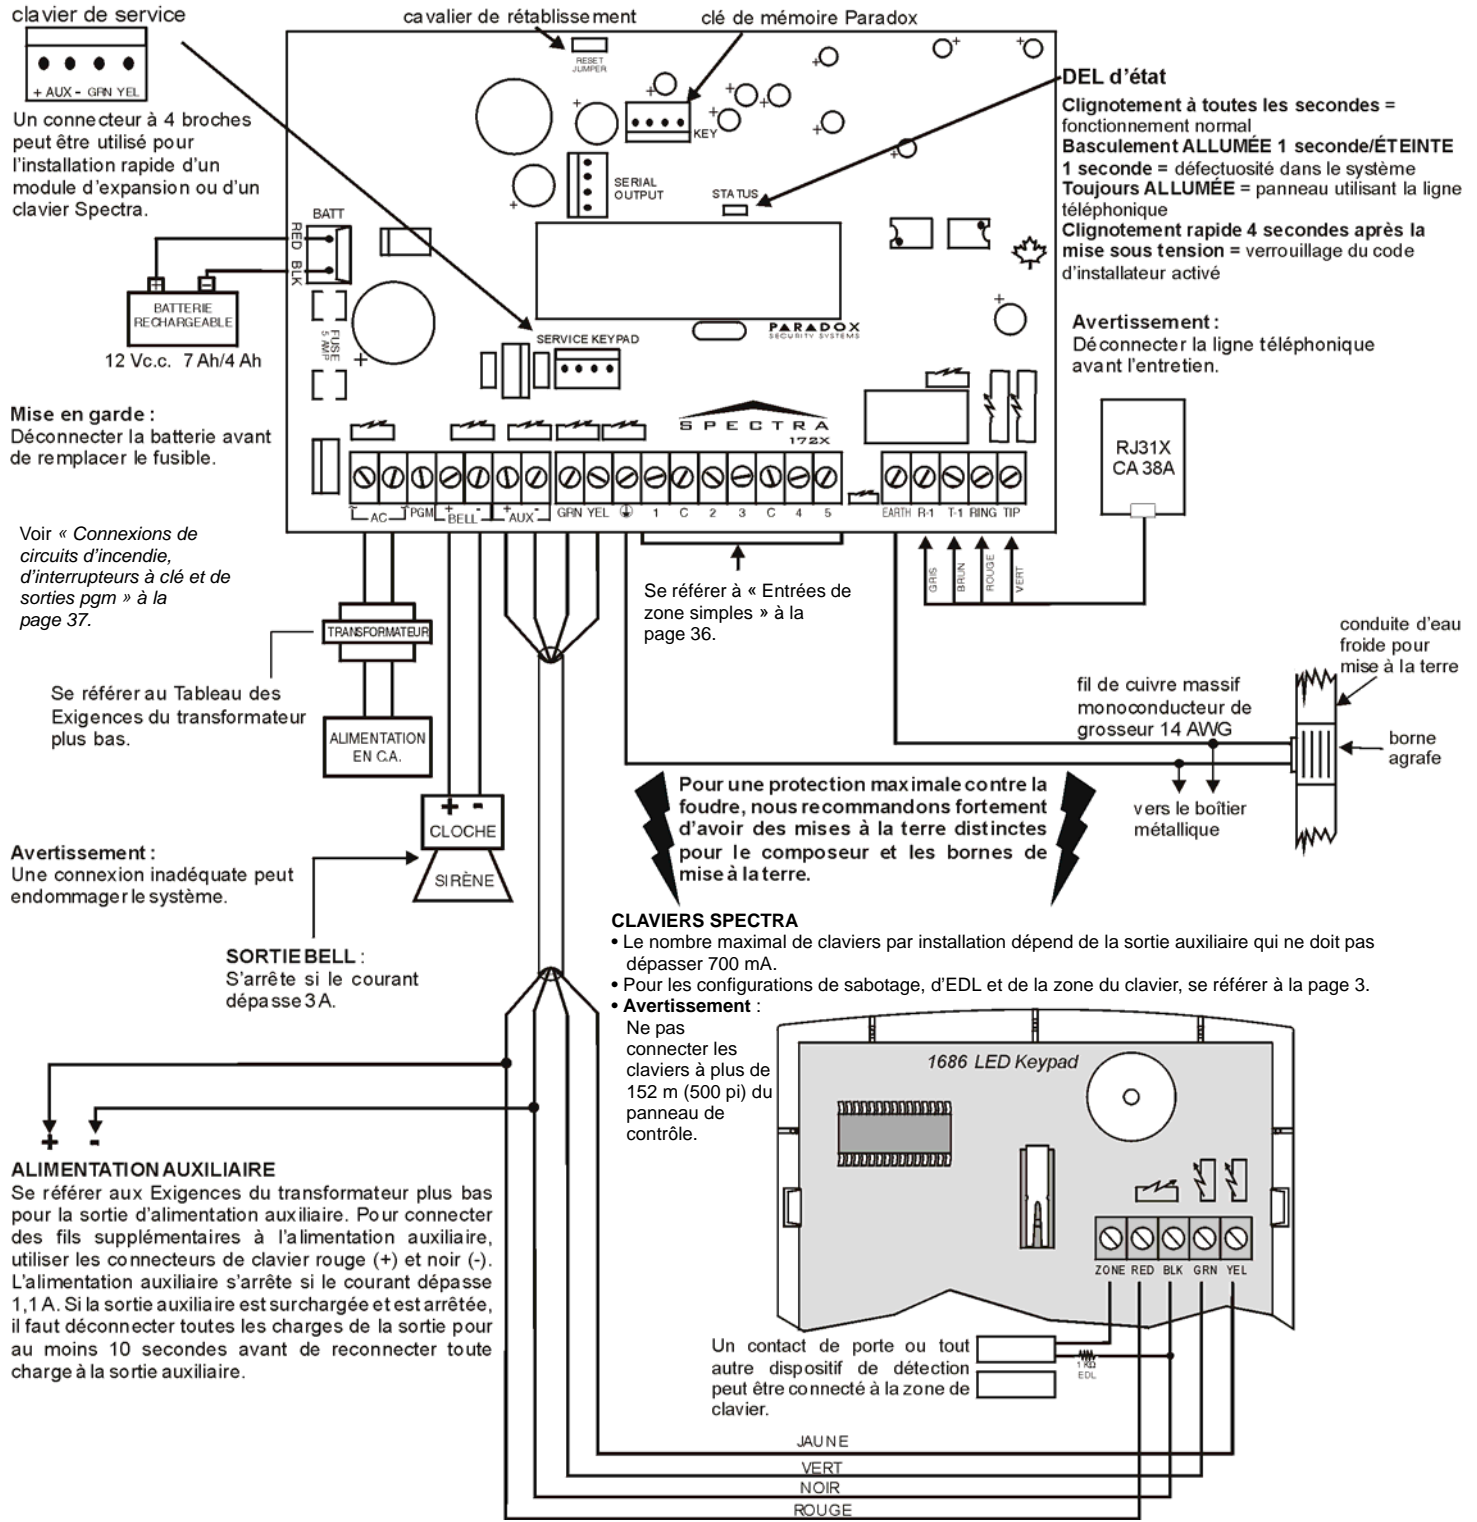 clavier de service
cavalier de rétablissement
clé de mémoire Paradox
+ AUX - GRN YEL
Un connecteur à 4 broches
peut être utilisé pour
l'installation rapide d'un
module d'expansion ou d'un
clavier Spectra.
RESET
JUMPER
KEY
SERIAL
OUTPUT
STATUS
DEL d'état
Clignotement à toutes les secondes =
fonctionnement normal
Basculement ALLUMÉE 1 seconde/ÉTEINTE
1 seconde = défectuosité dans le système
Toujours ALLUMÉE = panneau utilisant la ligne
téléphonique
Clignotement rapide 4 secondes après la
mise sous tension = verrouillage du code
d'installateur activé
BATT
RED
BLK
+ -
BATTERIE
RECHARGEABLE
12 Vc.c. 7 Ah/4 Ah
FUSE
5 AMP
PARADOX
SECURITY SYSTEMS
SERVICE KEYPAD
Avertissement :
Déconnecter la ligne téléphonique
avant l'entretien.
Mise en garde :
Déconnecter la batterie avant
de remplacer le fusible.
SPECTRA
172X
RJ31X
CA 38A
~ AC ~ PGM + BELL - + AUX - GRN YEL ⏚ 1 C 2 3 C 4 5 EARTH R-1 T-1 RING TIP
Voir « Connexions de
circuits d'incendie,
d'interrupteurs à clé et de
sorties pgm » à la
page 37.
Se référer à « Entrées de
zone simples » à la
page 36.
GRIS
BRUN
ROUGE
VERT
TRANSFORMATEUR
Se référer au Tableau des
Exigences du transformateur
plus bas.
ALIMENTATION
EN C.A.
conduite d'eau
froide pour
mise à la terre
fil de cuivre massif
monoconducteur de
grosseur 14 AWG
borne
agrafe
vers le boîtier
métallique
Pour une protection maximale contre la
foudre, nous recommandons fortement
d'avoir des mises à la terre distinctes
pour le composeur et les bornes de
mise à la terre.
+ -
CLOCHE
SIRÈNE
Avertissement :
Une connexion inadéquate peut
endommager le système.
SORTIE BELL :
S'arrête si le courant
dépasse 3 A.
CLAVIERS SPECTRA
• Le nombre maximal de claviers par installation dépend de la sortie auxiliaire qui ne doit pas
dépasser 700 mA.
• Pour les configurations de sabotage, d'EDL et de la zone du clavier, se référer à la page 3.
• Avertissement :
Ne pas
connecter les
claviers à plus de
152 m (500 pi) du
panneau de
contrôle.
1686 LED Keypad
ZONE RED BLK GRN YEL
+ -
ALIMENTATION AUXILIAIRE
Se référer aux Exigences du transformateur plus bas
pour la sortie d'alimentation auxiliaire. Pour connecter
des fils supplémentaires à l'alimentation auxiliaire,
utiliser les connecteurs de clavier rouge (+) et noir (-).
L'alimentation auxiliaire s'arrête si le courant dépasse
1,1 A. Si la sortie auxiliaire est surchargée et est arrêtée,
il faut déconnecter toutes les charges de la sortie pour
au moins 10 secondes avant de reconnecter toute
charge à la sortie auxiliaire.
Un contact de porte ou tout
autre dispositif de détection
peut être connecté à la zone de
clavier.
1 KΩ
EDL
JAUNE
VERT
NOIR
ROUGE